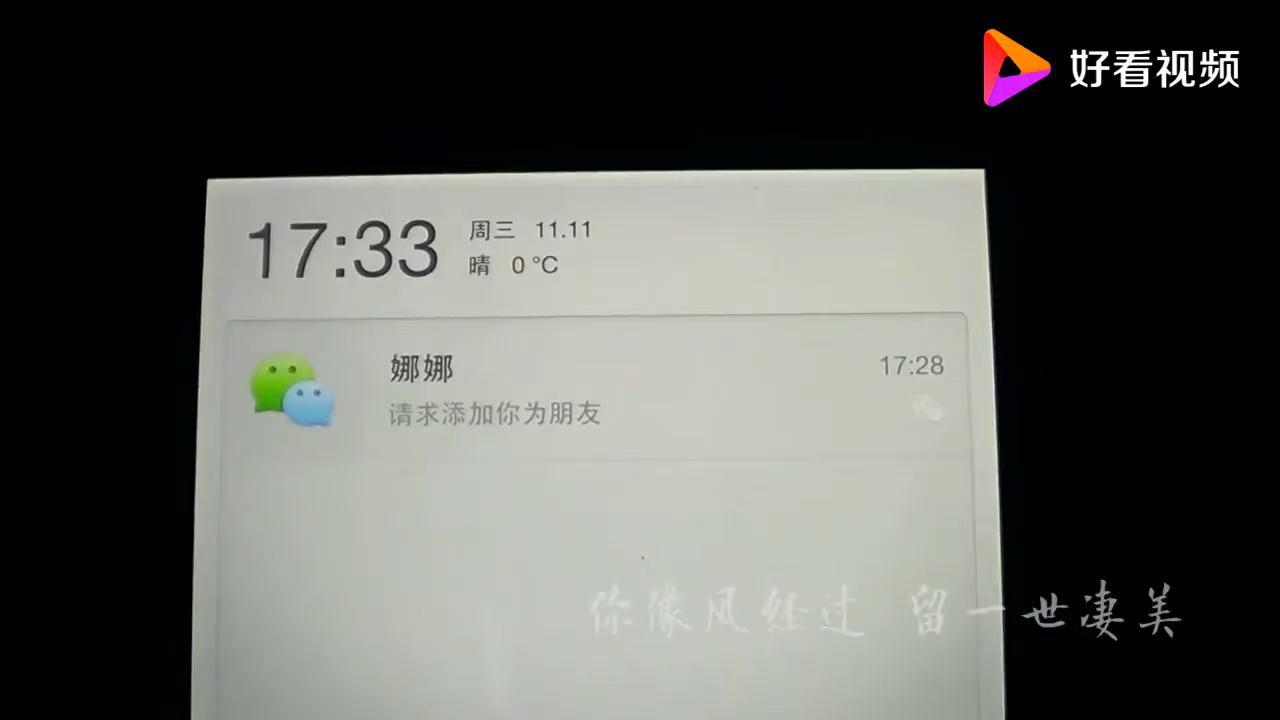 好看视频
17:33
周三 11.11
晴 0 ℃
娜娜
17:28
请求添加你为朋友
你像风经过 留一世凄美